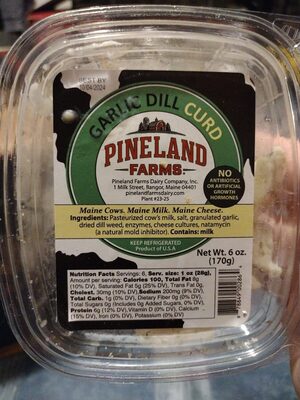 BEST BY
10/04/2024
GARLIC DILL CURD
PINELAND
FARMS
Pineland Farms Dairy Company, Inc.
1 Milk Street, Bangor, Maine 04401
pinelandfarmsdairy.com
Plant #23-25
NO
ANTIBIOTICS
OR ARTIFICIAL
GROWTH
HORMONES
Maine Cows. Maine Milk. Maine Cheese.
Ingredients: Pasteurized cow's milk, salt, granulated garlic,
dried dill weed, enzymes, cheese cultures, natamycin
(a natural mold inhibitor). Contains: milk
KEEP REFRIGERATED
Product of U.S.A
Net Wt. 6 oz.
(170g)
Nutrition Facts Servings: 6, Serv. size: 1 oz (28g),
Amount per serving: Calories 100, Total Fat 8g
(10% DV), Saturated Fat 5g (25% DV), Trans Fat 0g,
Cholest. 30mg (10% DV), Sodium 200mg (9% DV),
Total Carb. 1g (0% DV), Dietary Fiber 0g (0% DV),
Total Sugars 0g (Includes 0g Added Sugars, 0% DV),
Protein 6g (12% DV), Vitamin D (0% DV), Calcium
(15% DV), Iron (0% DV), Potassium (0% DV)